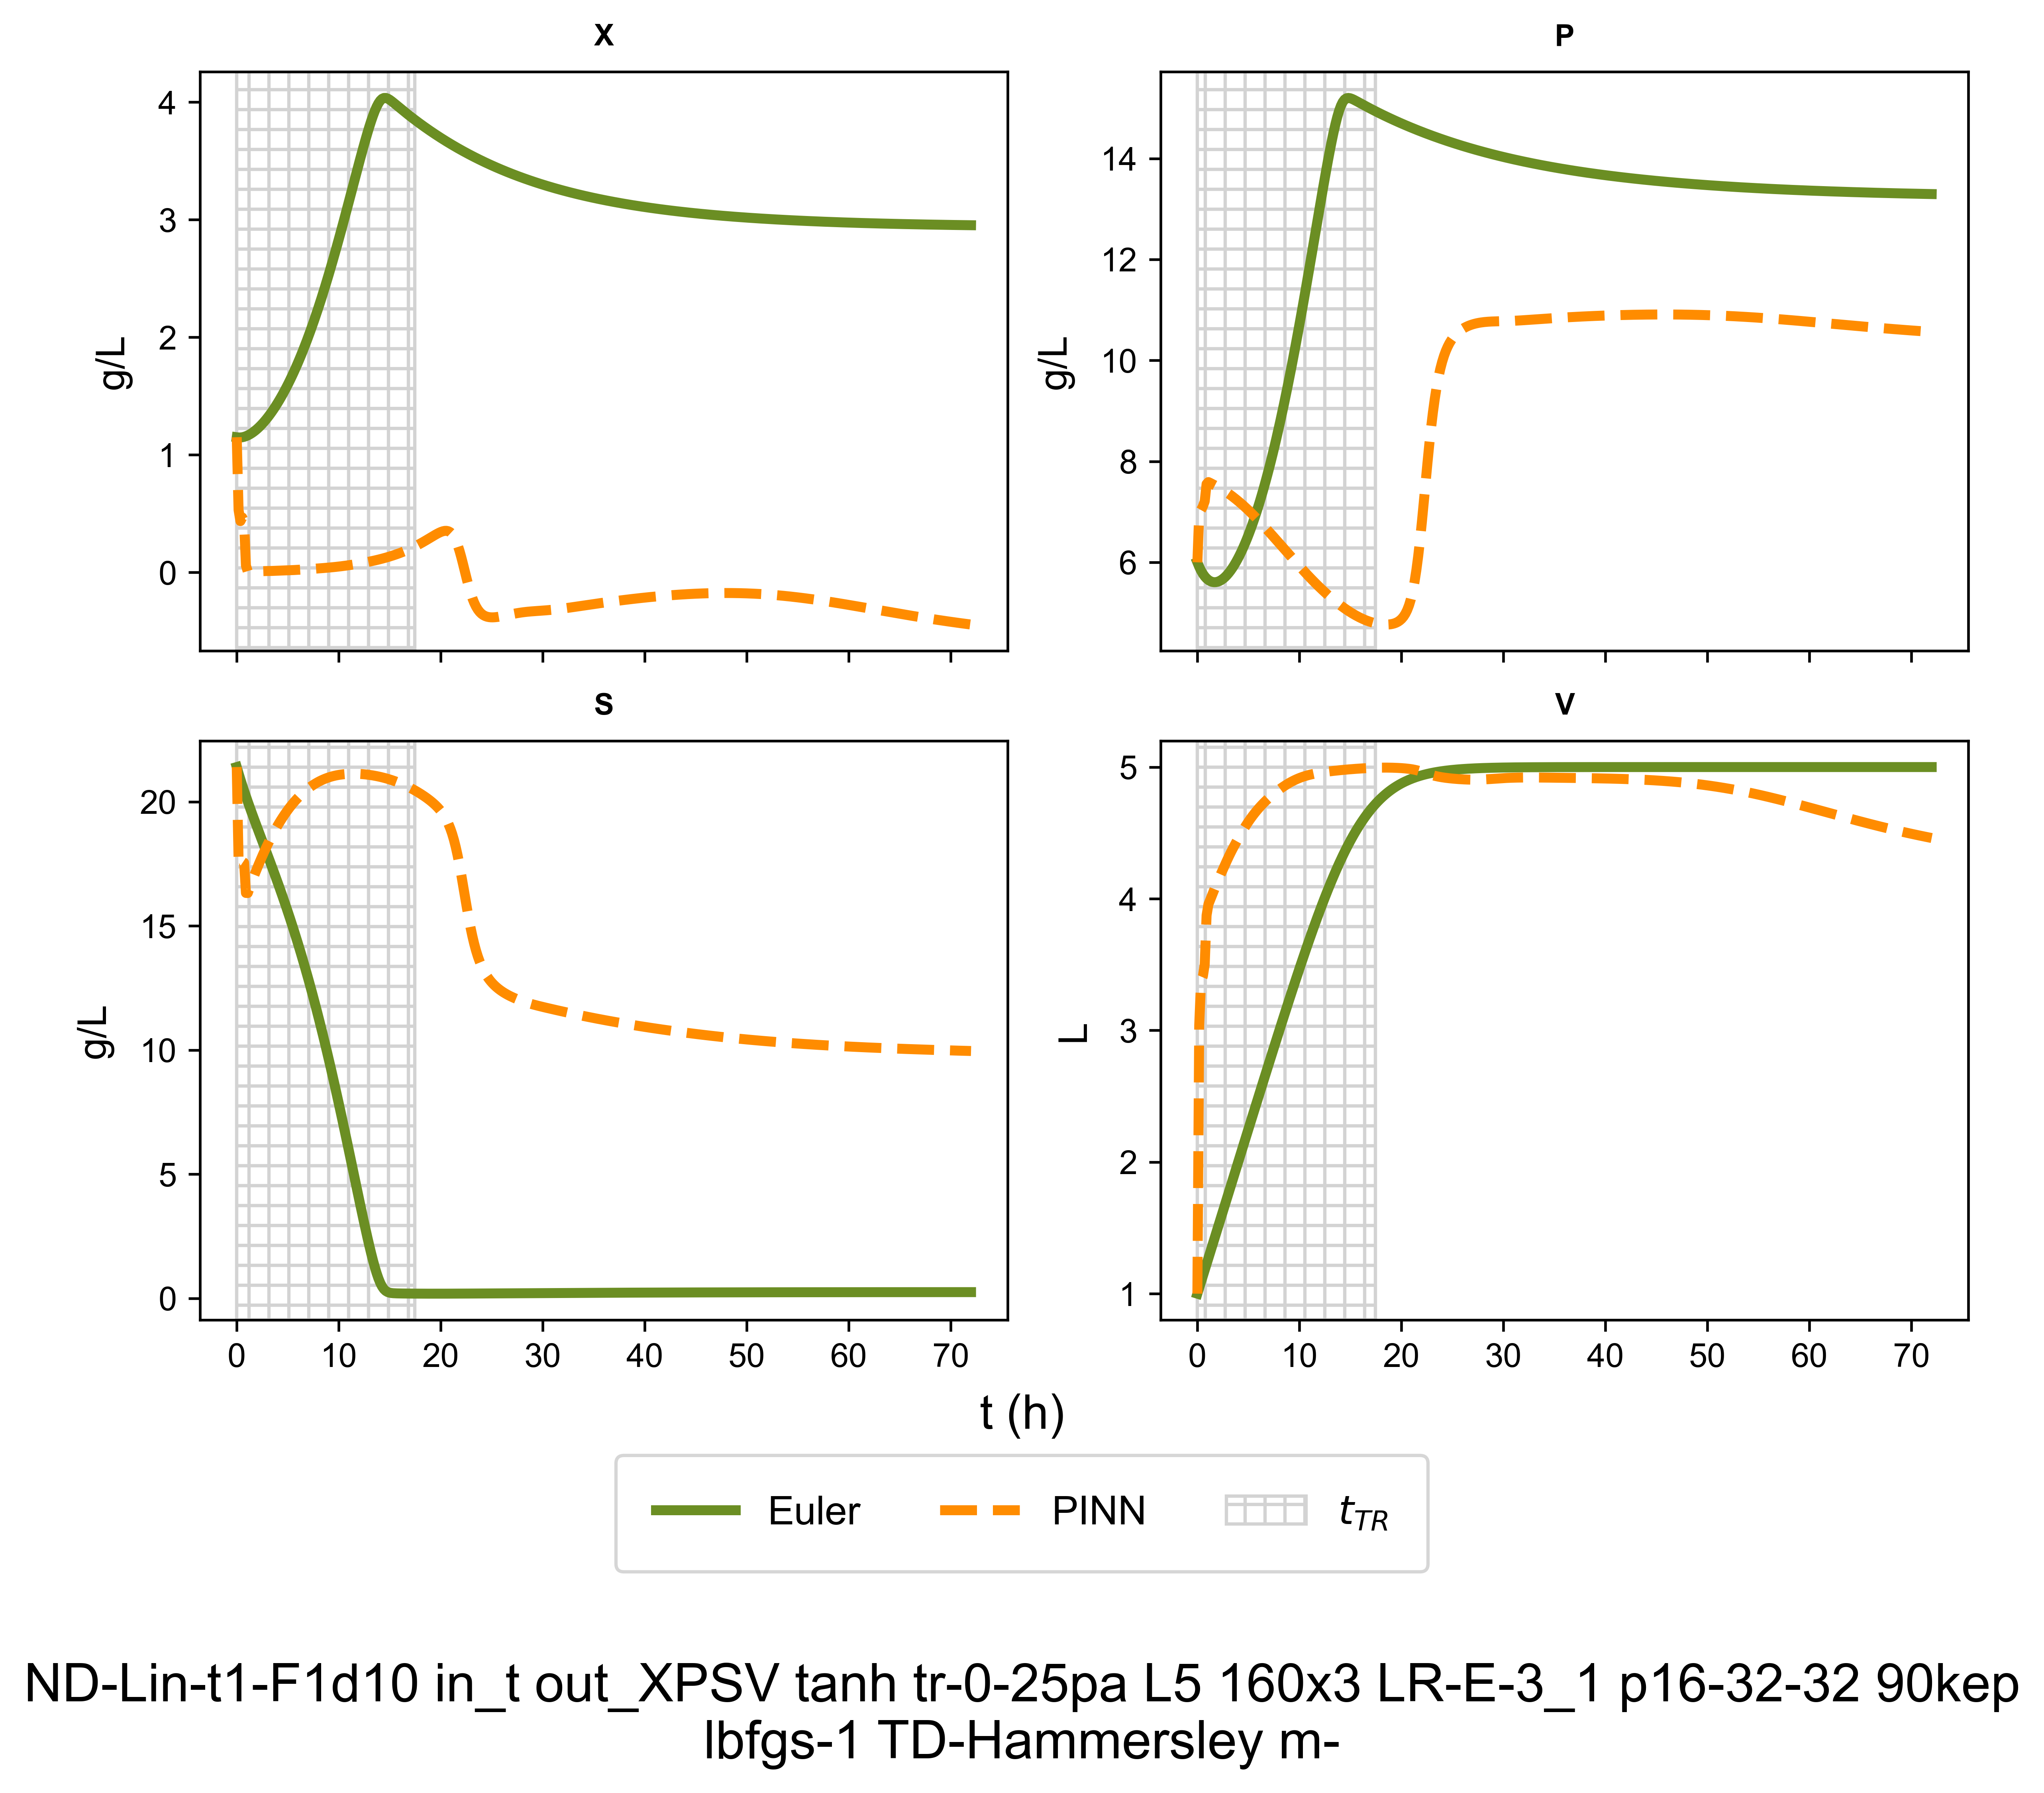 X
P
4
3
2
1
0
g/L
14
12
10
8
6
g/L
S
V
20
15
10
5
0
g/L
5
4
3
2
1
L
0 10 20 30 40 50 60 70
0 10 20 30 40 50 60 70
t (h)
Euler PINN t_TR
ND-Lin-t1-F1d10 in_t out_XPSV tanh tr-0-25pa L5 160x3 LR-E-3_1 p16-32-32 90kep
lbfgs-1 TD-Hammersley m-